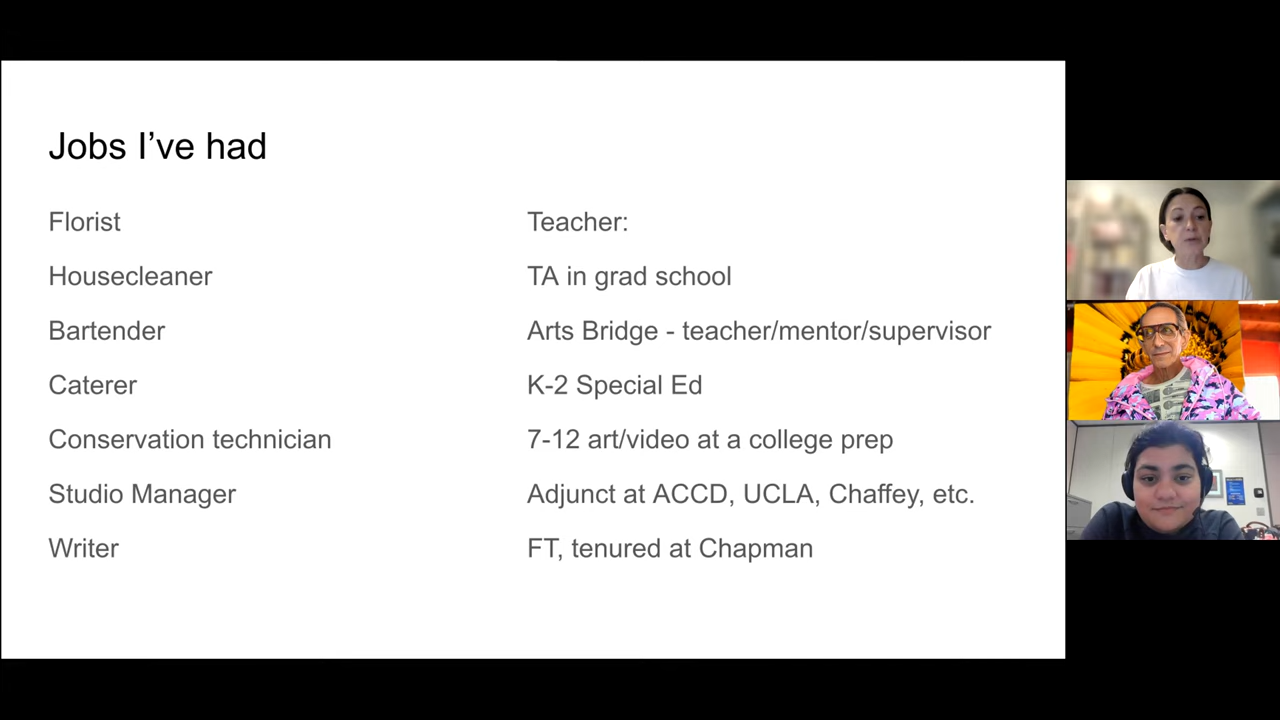 Jobs I've had
Florist
Housecleaner
Bartender
Caterer
Conservation technician
Studio Manager
Writer
Teacher:
TA in grad school
Arts Bridge - teacher/mentor/supervisor
K-2 Special Ed
7-12 art/video at a college prep
Adjunct at ACCD, UCLA, Chaffey, etc.
FT, tenured at Chapman